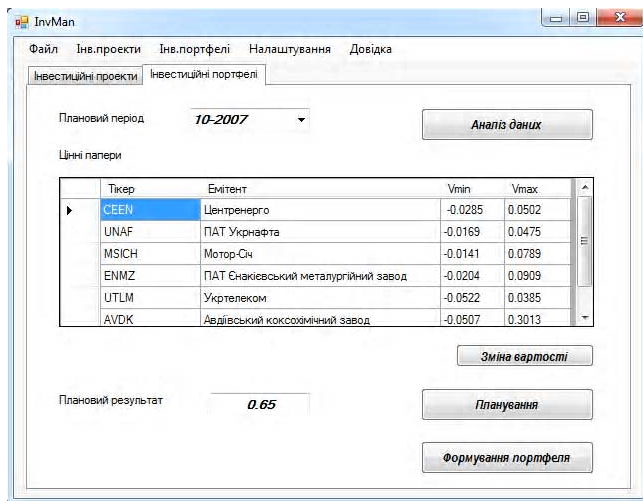 InvMan
Файл Інв.проекти Інв.портфелі Налаштування Довідка
Інвестиційні проекти Інвестиційні портфелі
Плановий період 10-2007 Аналіз даних
Цінні папери
Тікер Емітент Vmin Vmax
CEEN Центренерго -0.0285 0.0502
UNAF ПАТ Укрнафта -0.0169 0.0475
MSICH Мотор-Січ -0.0141 0.0789
ENMZ ПАТ Єнакієвський металургійний завод -0.0204 0.0909
UTLM Укртелеком -0.0522 0.0385
AVDK Авдіївський коксохімічний завод -0.0507 0.3013
Зміна вартості
Плановий результат 0.65 Планування
Формування портфеля